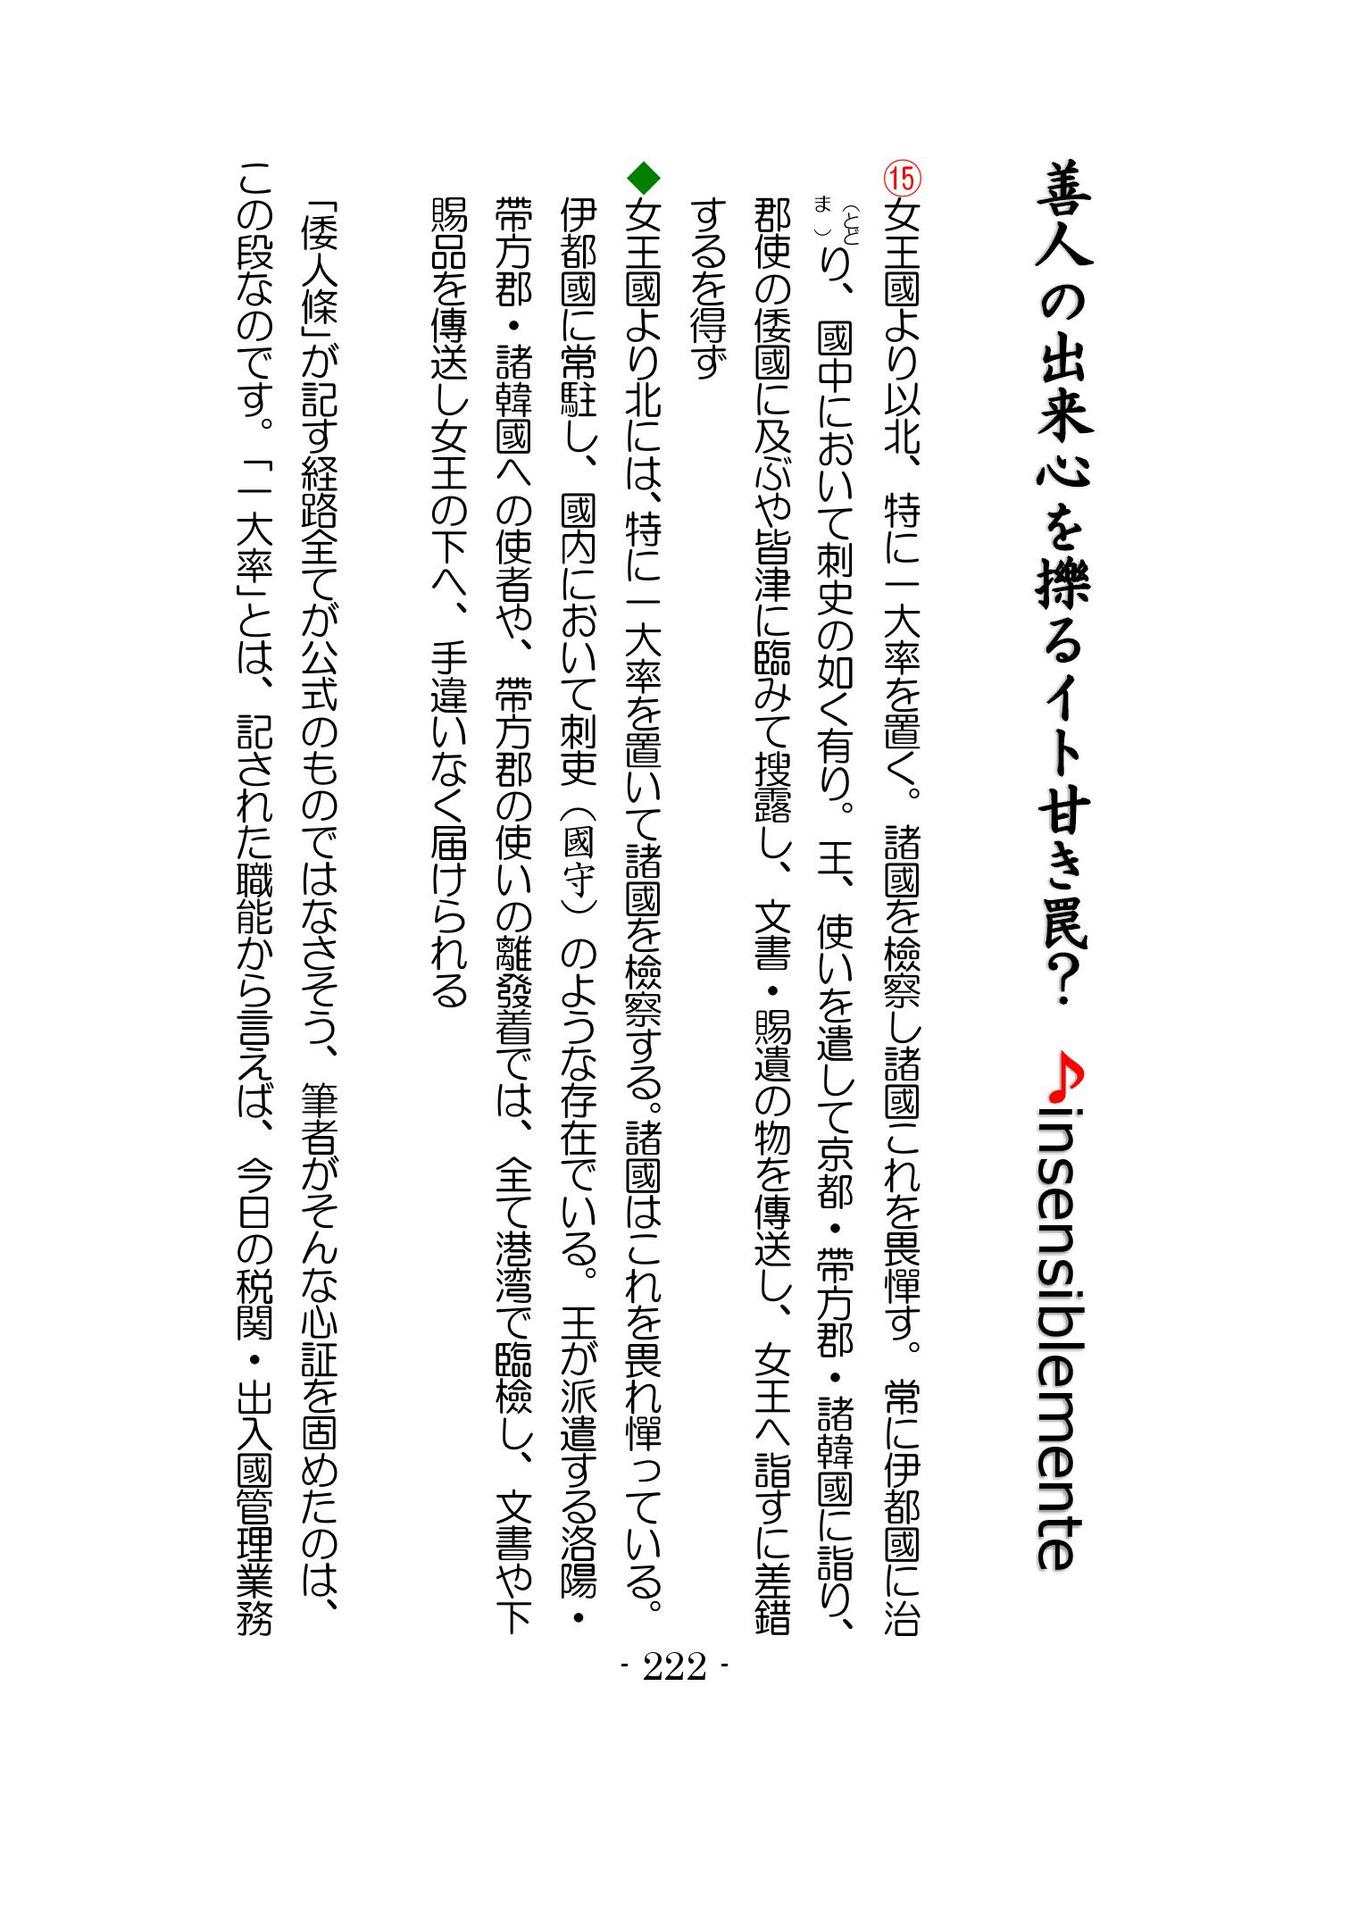 善人の出来心を擽るイト甘き罠？ ♪insensiblemente
⑮女王國より以北、特に一大率を置く。諸國を檢察し諸國これを畏憚す。常に伊都國に治
（とどま）り、國中において刺史の如く有り。王、使いを遣して京都・帶方郡・諸韓國に詣り、
郡使の倭國に及ぶや皆津に臨みて搜露し、文書・賜遺の物を傳送し、女王へ詣すに差錯
するを得ず
◆女王國より北には、特に一大率を置いて諸國を檢察する。諸國はこれを畏れ憚っている。
伊都國に常駐し、國内において刺吏（國守）のような存在でいる。王が派遣する洛陽・
帶方郡・諸韓國への使者や、帶方郡の使いの離發着では、全て港湾で臨檢し、文書や下
賜品を傳送し女王の下へ、手違いなく届けられる
「倭人條」が記す経路全てが公式のものではなさそう、筆者がそんな心証を固めたのは、
この段なのです。「一大率」とは、記された職能から言えば、今日の税関・出入國管理業務
- 222 -